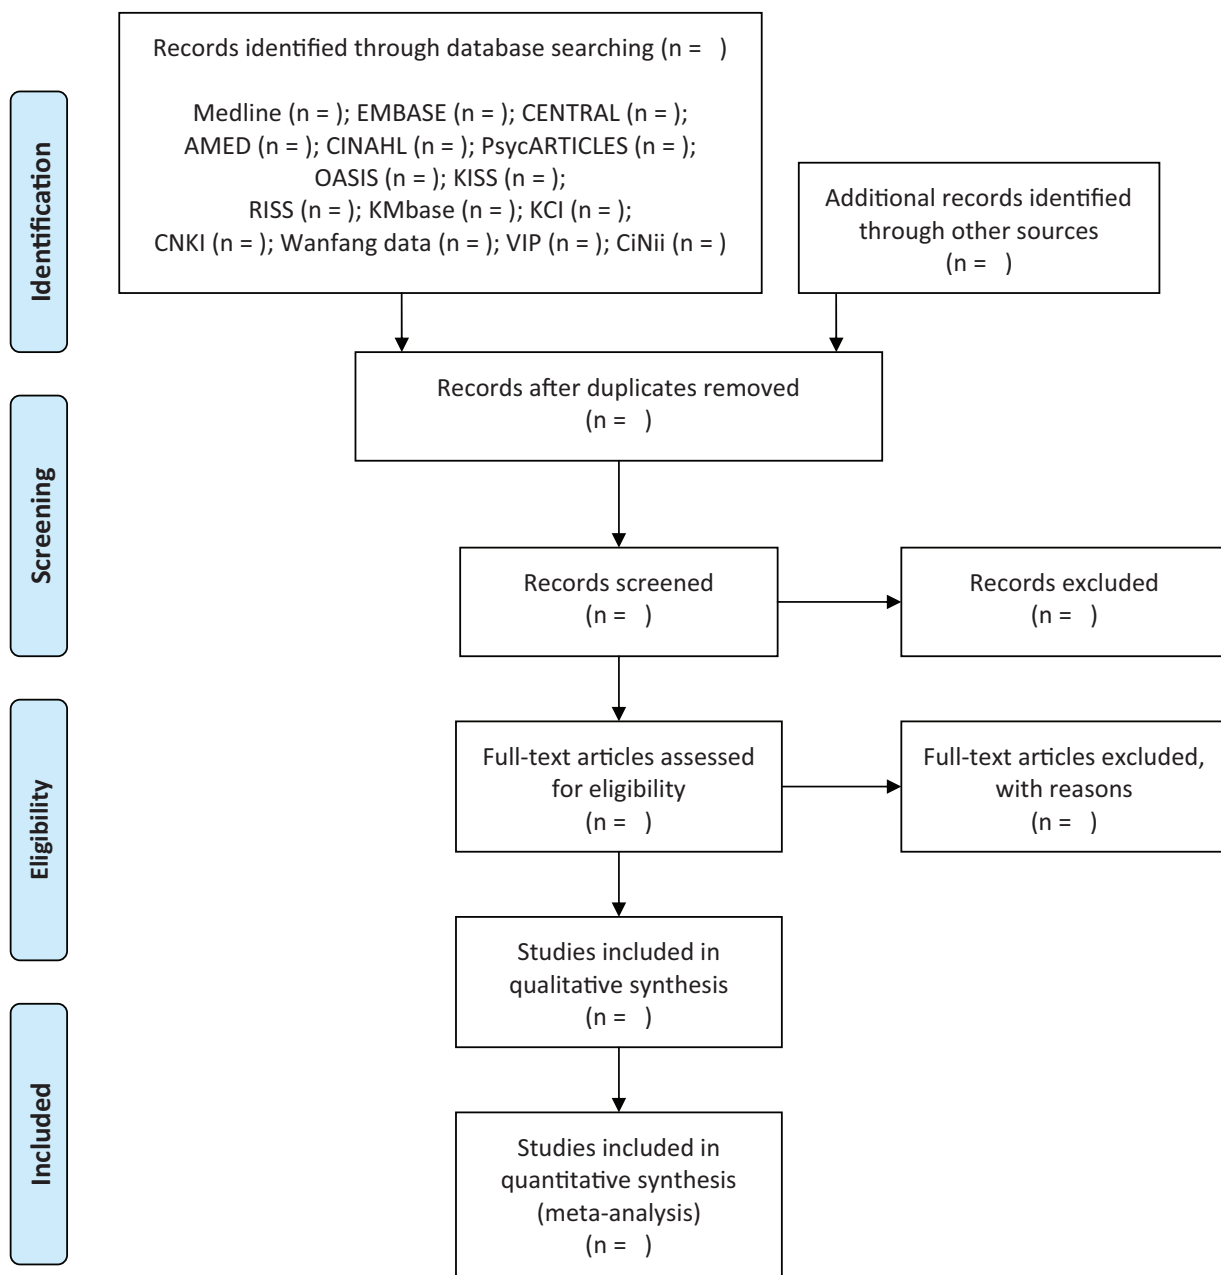 Identification
Records identified through database searching (n =   )
Medline (n = ); EMBASE (n = ); CENTRAL (n = );
AMED (n = ); CINAHL (n = ); PsycARTICLES (n = );
OASIS (n = ); KISS (n = );
RISS (n = ); KMbase (n = ); KCI (n = );
CNKI (n = ); Wanfang data (n = ); VIP (n = ); CiNii (n = )
Additional records identified
through other sources
(n =   )
Records after duplicates removed
(n =   )
Screening
Records screened
(n =   )
Records excluded
(n =   )
Eligibility
Full-text articles assessed
for eligibility
(n =   )
Full-text articles excluded,
with reasons
(n =   )
Studies included in
qualitative synthesis
(n =   )
Included
Studies included in
quantitative synthesis
(meta-analysis)
(n =   )